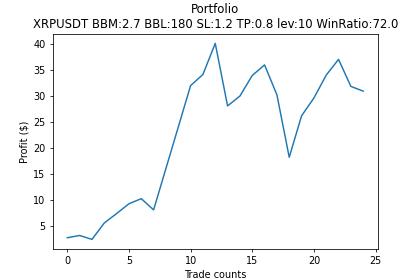 Portfolio
XRPUSDT BBM:2.7 BBL:180 SL:1.2 TP:0.8 lev:10 WinRatio:72.0
40
35
30
25
20
15
10
5
Profit ($)
0 5 10 15 20 25
Trade counts